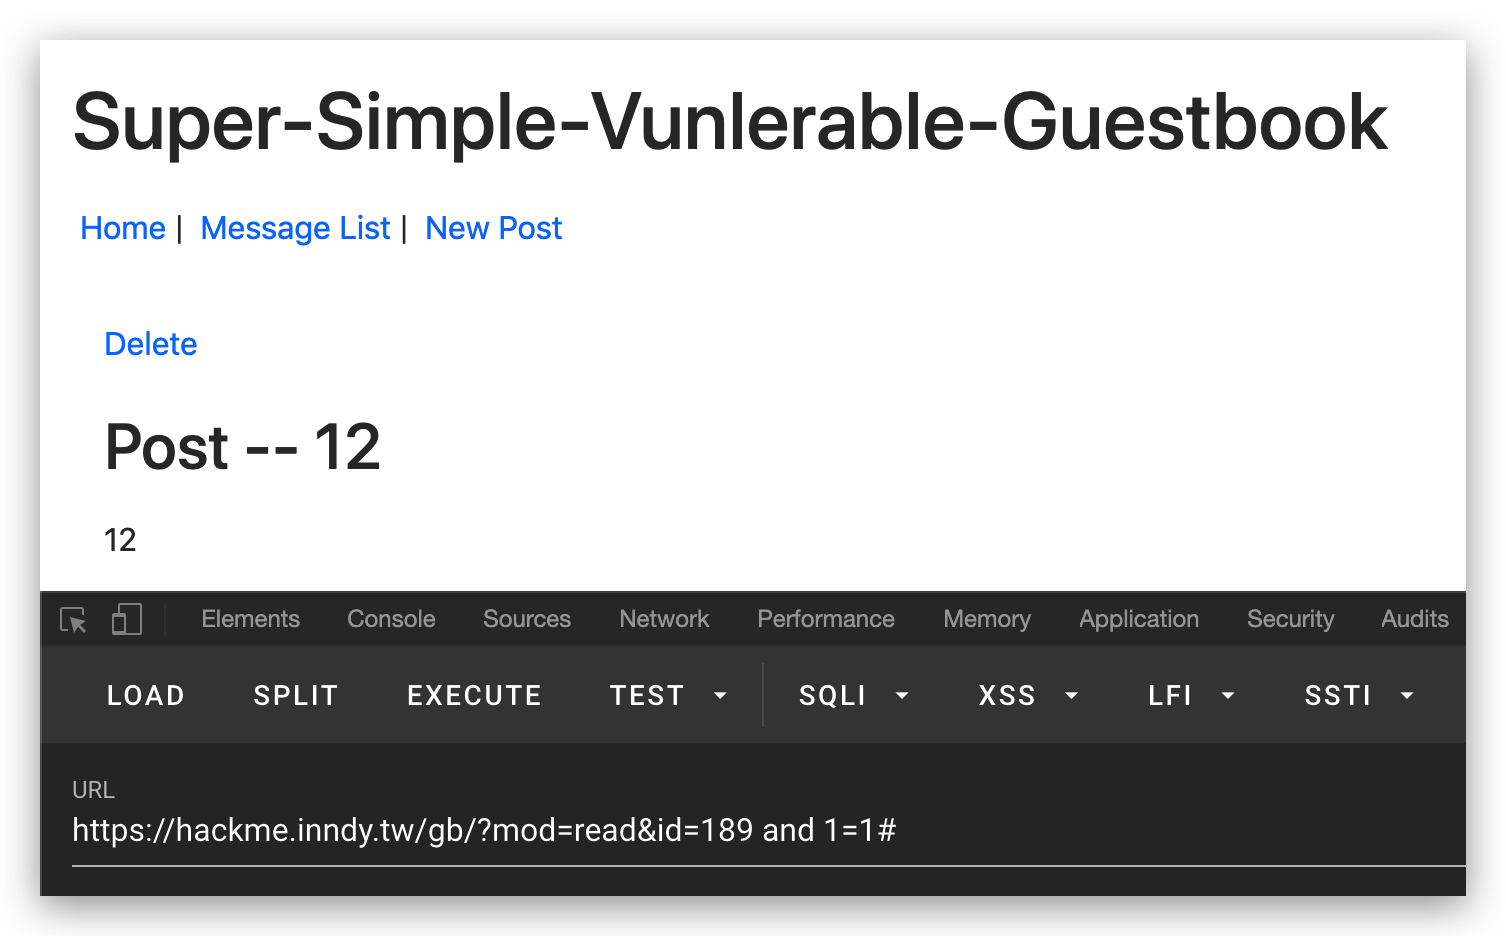 Super-Simple-Vunlerable-Guestbook
Home | Message List | New Post
Delete
Post -- 12
12
Elements Console Sources Network Performance Memory Application Security Audits
LOAD SPLIT EXECUTE TEST SQLI XSS LFI SSTI
URL
https://hackme.inndy.tw/gb/?mod=read&id=189 and 1=1#